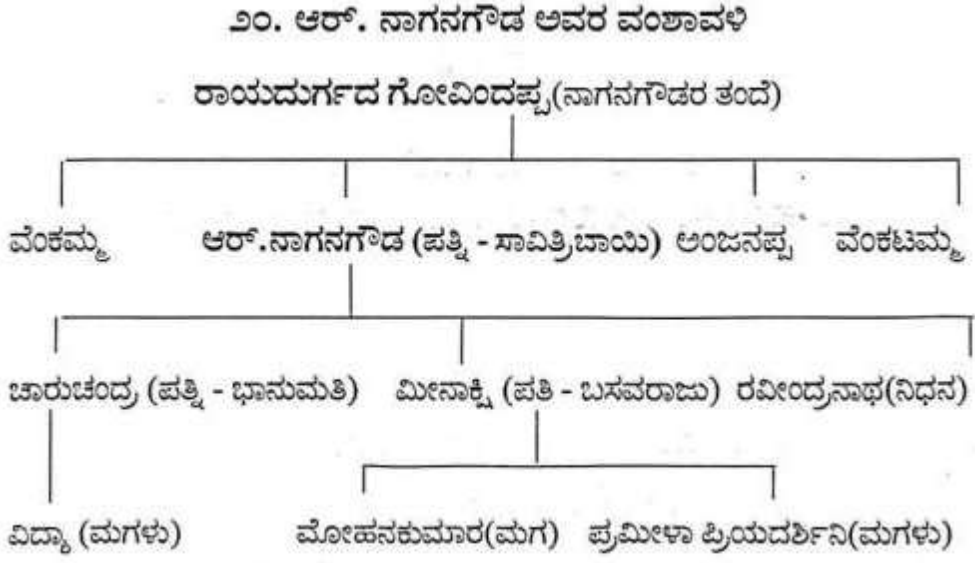 ೨೦. ಆರ್. ನಾಗನಗೌಡ ಅವರ ವಂಶಾವಳಿ
ರಾಯದುರ್ಗದ ಗೋವಿಂದಪ್ಪ(ನಾಗನಗೌಡರ ತಂದೆ)
ವೆಂಕಮ್ಮ ಆರ್.ನಾಗನಗೌಡ (ಪತ್ನಿ - ಸಾವಿತ್ರಿಬಾಯಿ) ಅಂಜನಪ್ಪ ವೆಂಕಟಮ್ಮ
ಚಾರುಚಂದ್ರ (ಪತ್ನಿ - ಭಾನುಮತಿ) ಮೀನಾಕ್ಷಿ (ಪತಿ - ಬಸವರಾಜು) ರವೀಂದ್ರನಾಥ(ನಿಧನ)
ವಿದ್ಯಾ (ಮಗಳು) ಮೋಹನಕುಮಾರ(ಮಗ) ಪ್ರಮೀಳಾ ಪ್ರಿಯದರ್ಶಿನಿ(ಮಗಳು)